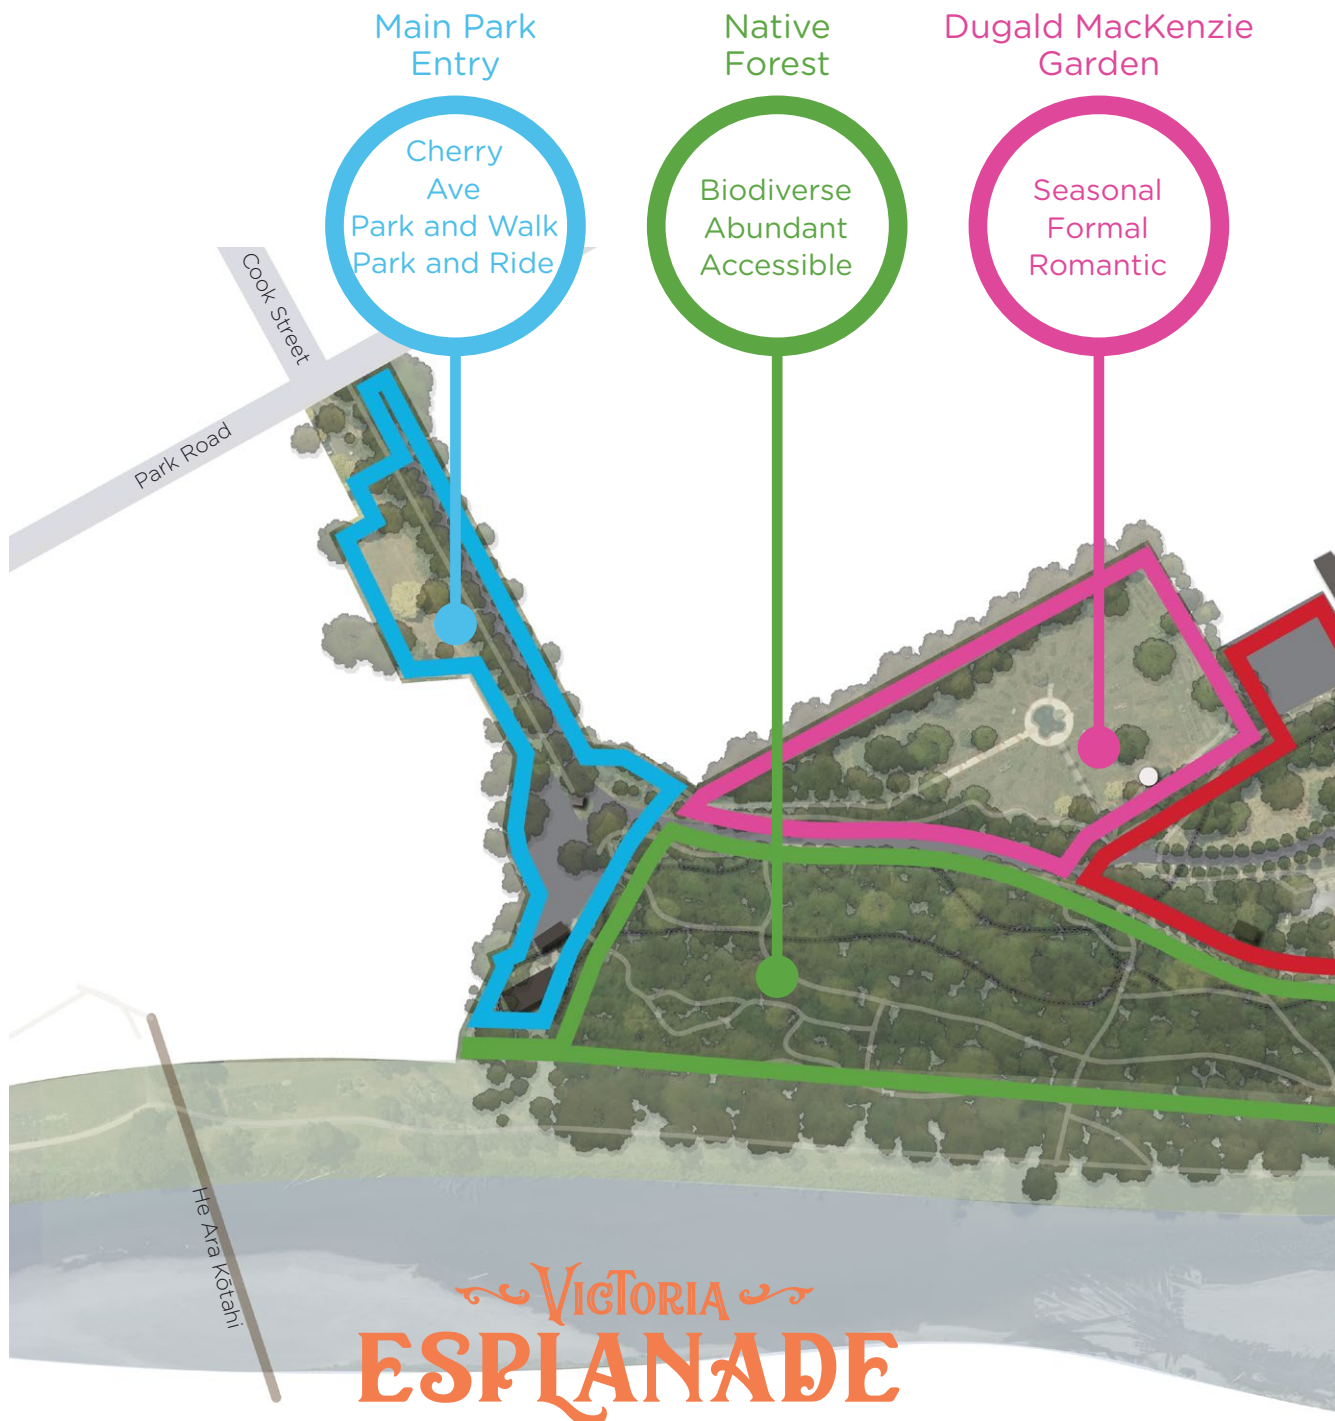 Main Park
Entry
Native
Forest
Dugald MacKenzie
Garden
Cherry
Ave
Park and Walk
Park and Ride
Biodiverse
Abundant
Accessible
Seasonal
Formal
Romantic
Cook Street
Park Road
He Ara Kōtahi
VICTORIA
ESPLANADE